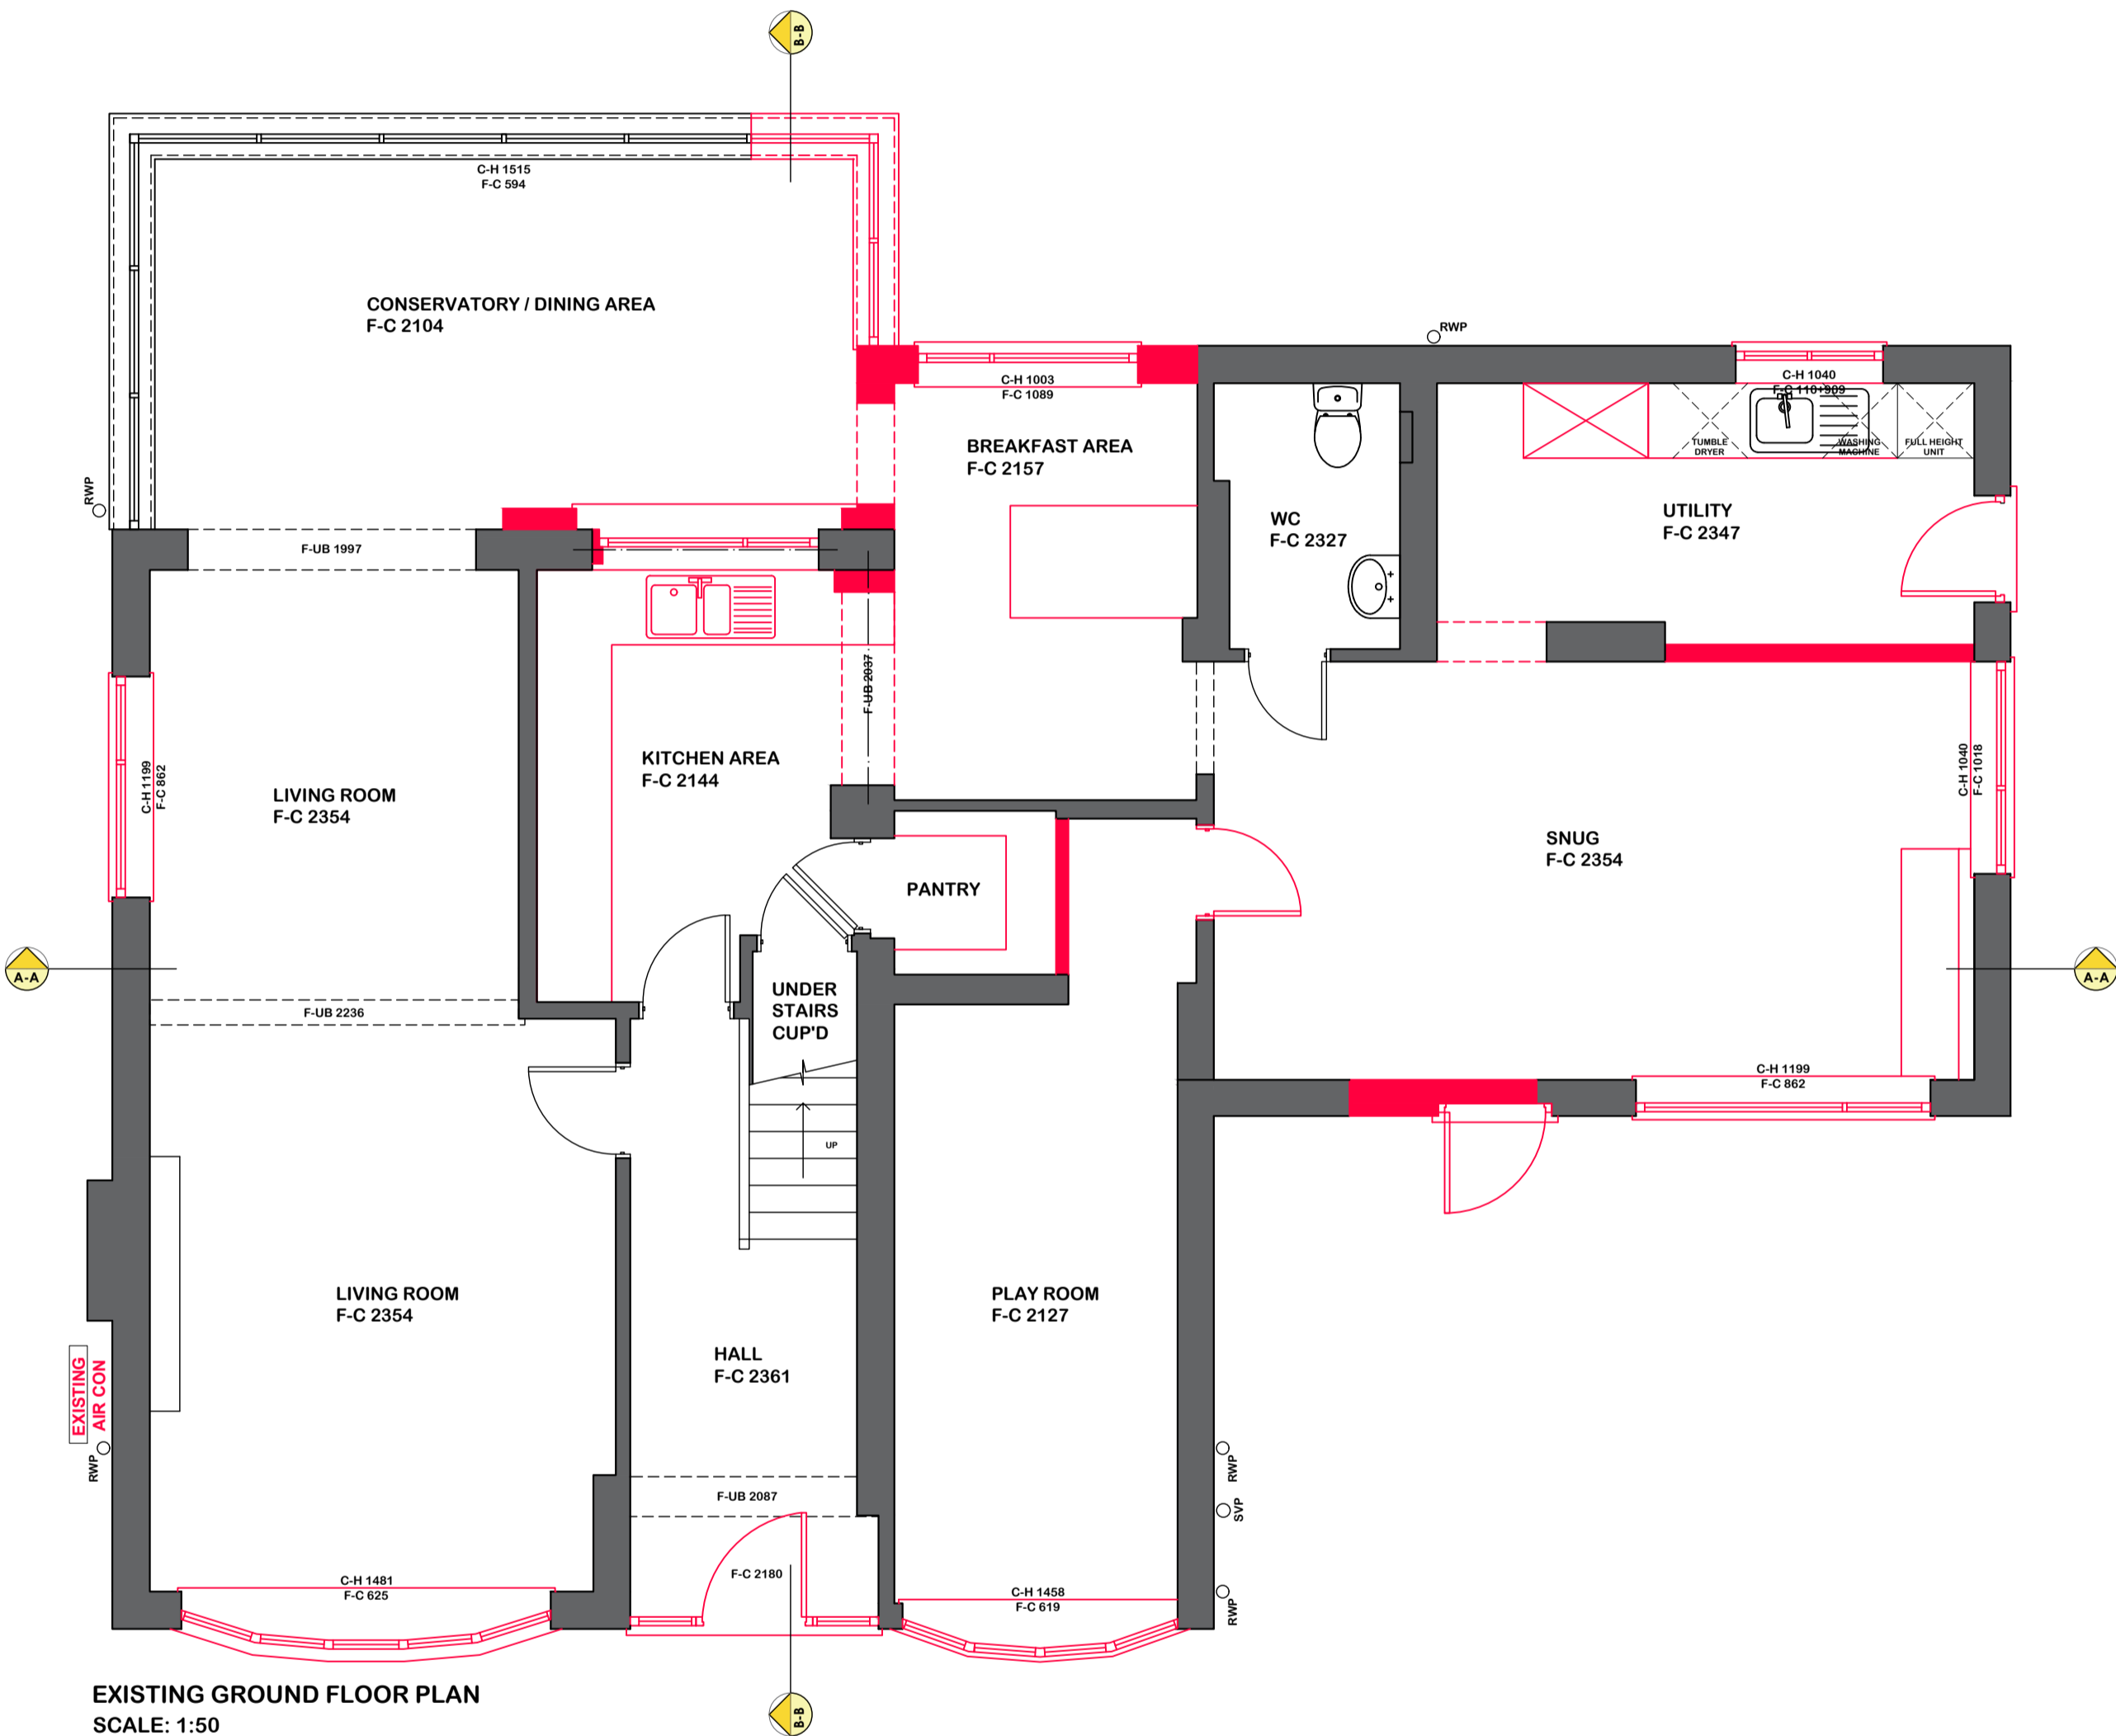 B-B
C-H 1515
F-C 594
CONSERVATORY / DINING AREA
F-C 2104
RWP
C-H 1003
F-C 1089
C-H 1040
F-C 110+909
BREAKFAST AREA
F-C 2157
TUMBLE
DRYER
WASHING
MACHINE
FULL HEIGHT
UNIT
RWP
WC
F-C 2327
UTILITY
F-C 2347
F-UB 1997
F-UB 2037
KITCHEN AREA
F-C 2144
LIVING ROOM
F-C 2354
C-H 1199
F-C 862
C-H 1040
F-C 1018
SNUG
F-C 2354
PANTRY
A-A
A-A
UNDER
STAIRS
CUP'D
F-UB 2236
C-H 1199
F-C 862
UP
LIVING ROOM
F-C 2354
PLAY ROOM
F-C 2127
HALL
F-C 2361
EXISTING
AIR CON
RWP
RWP
SVP
F-UB 2087
F-C 2180
C-H 1481
F-C 625
C-H 1458
F-C 619
RWP
EXISTING GROUND FLOOR PLAN
SCALE: 1:50
B-B